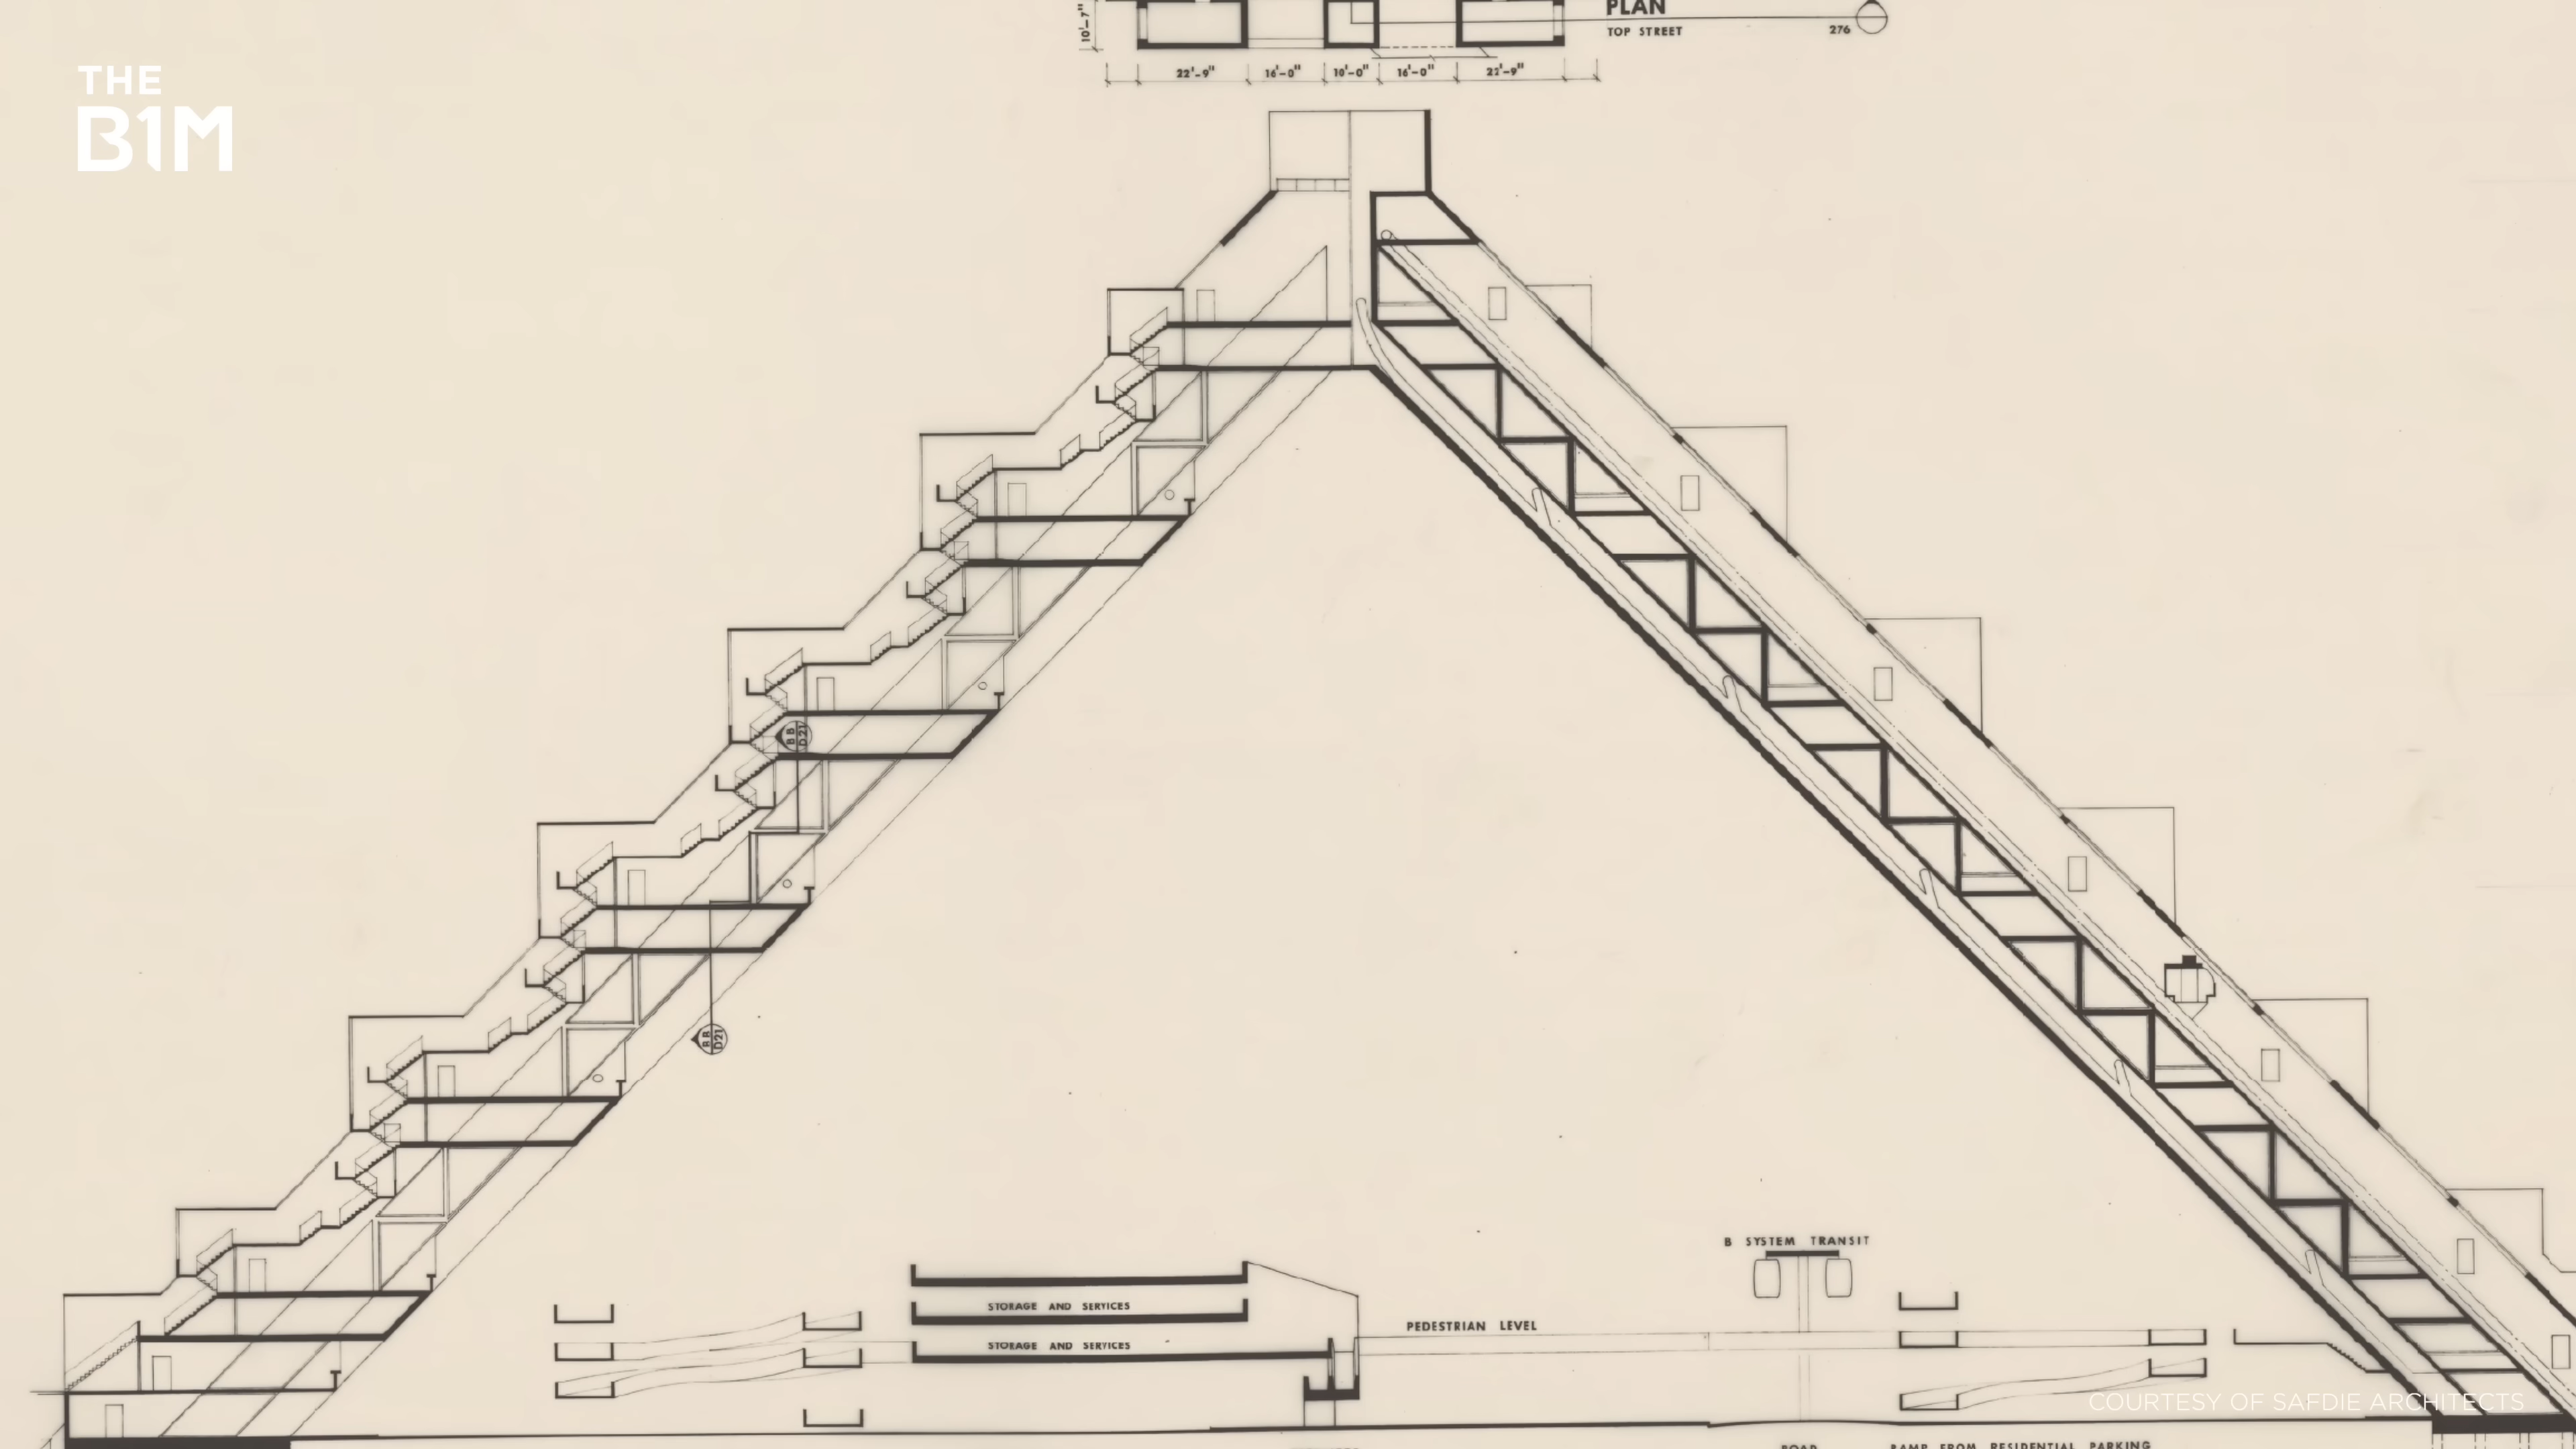 THE
B1M
PLAN
TOP STREET
276
10'-7"
22'-9" 16'-0" 10'-0" 16'-0" 22'-9"
BB
D21
BB
D21
B SYSTEM TRANSIT
STORAGE AND SERVICES
PEDESTRIAN LEVEL
STORAGE AND SERVICES
COURTESY OF SAFDIE ARCHITECTS
ROAD
RAMP FROM RESIDENTIAL PARKING